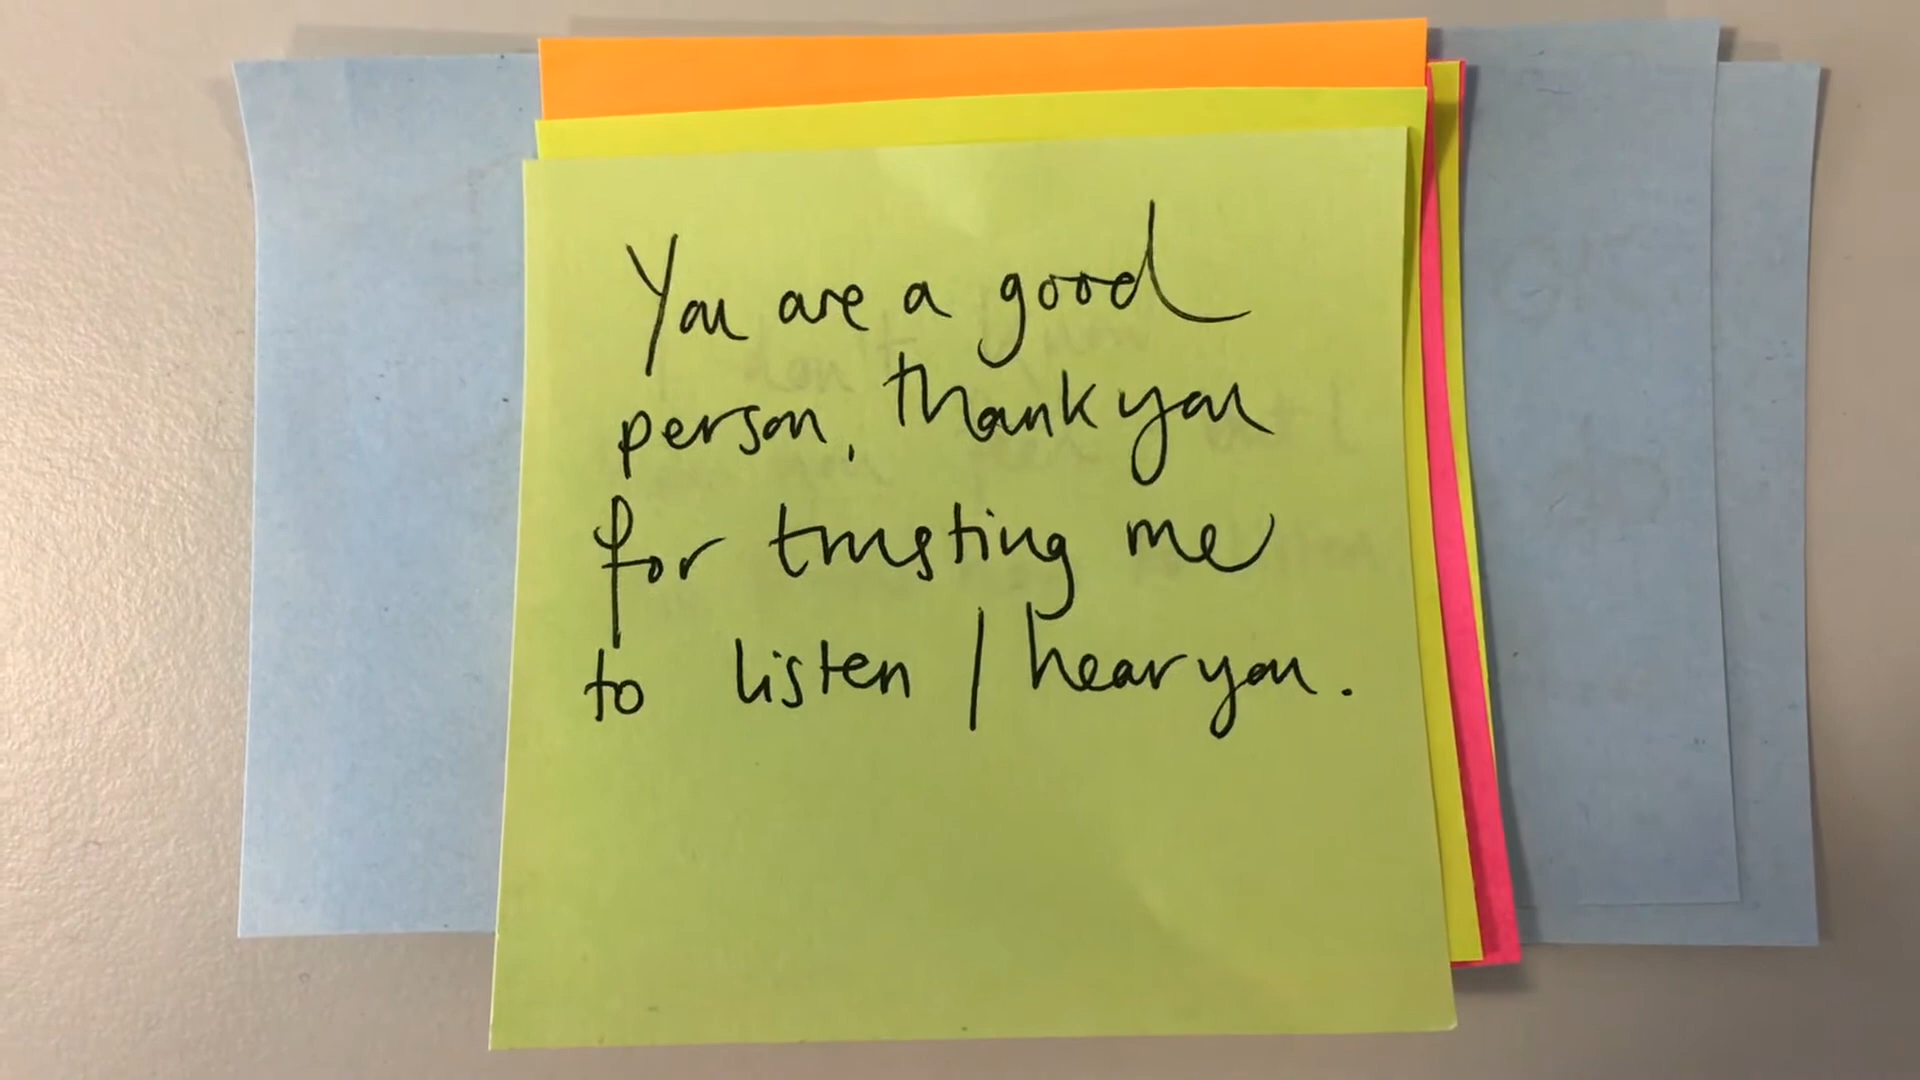 You are a good
person, thank you
for trusting me
to listen / hear you.